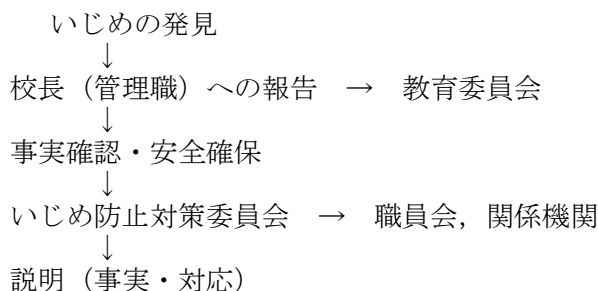 いじめの発見
↓
校長（管理職）への報告　→　教育委員会
↓
事実確認・安全確保
↓
いじめ防止対策委員会　→　職員会，関係機関
↓
説明（事実・対応）